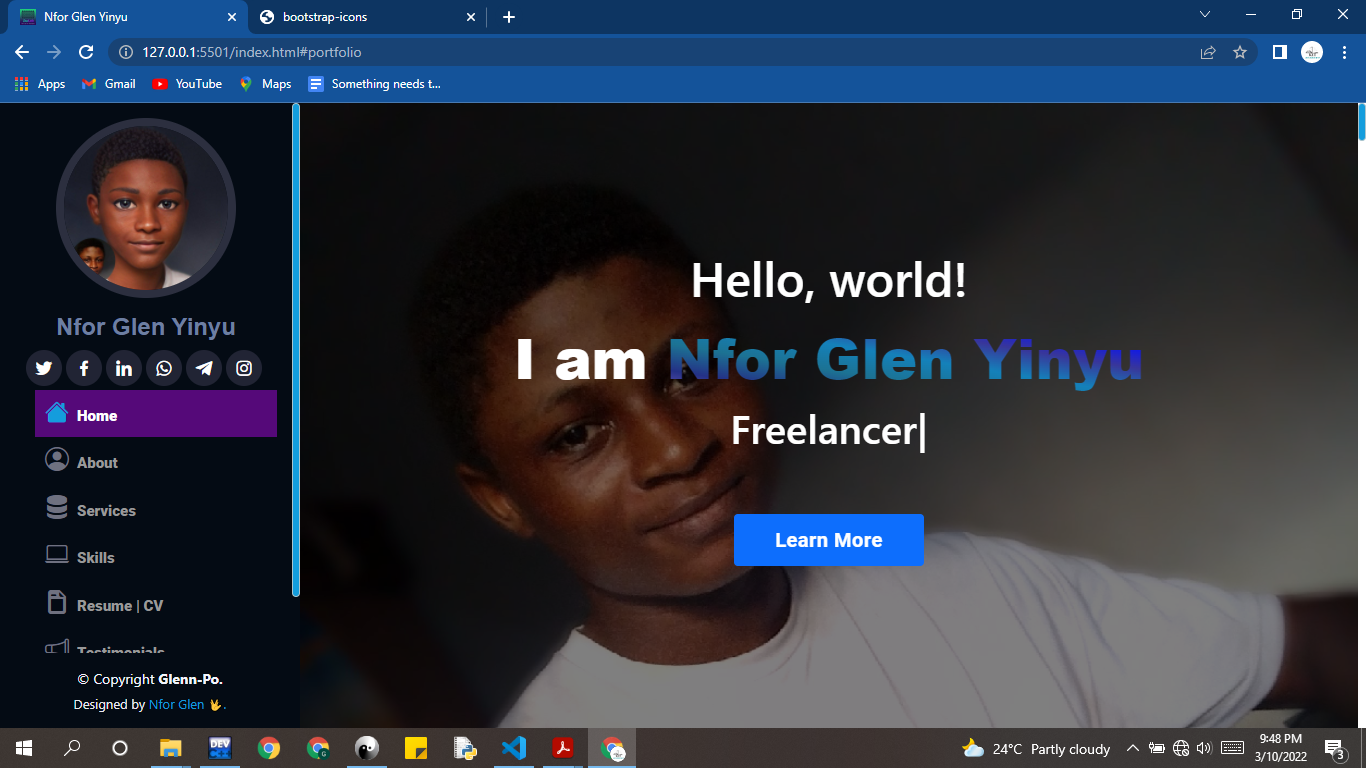 Nfor Glen Yinyu
bootstrap-icons
127.0.0.1:5501/index.html#portfolio
Apps
Gmail
YouTube
Maps
Something needs t...
Nfor Glen Yinyu
Home
About
Services
Skills
Resume | CV
Testimonials
© Copyright Glenn-Po.
Designed by Nfor Glen 🖖.
Hello, world!
I am Nfor Glen Yinyu
Freelancer|
Learn More
DEV
24°C Partly cloudy
9:48 PM
3/10/2022
3